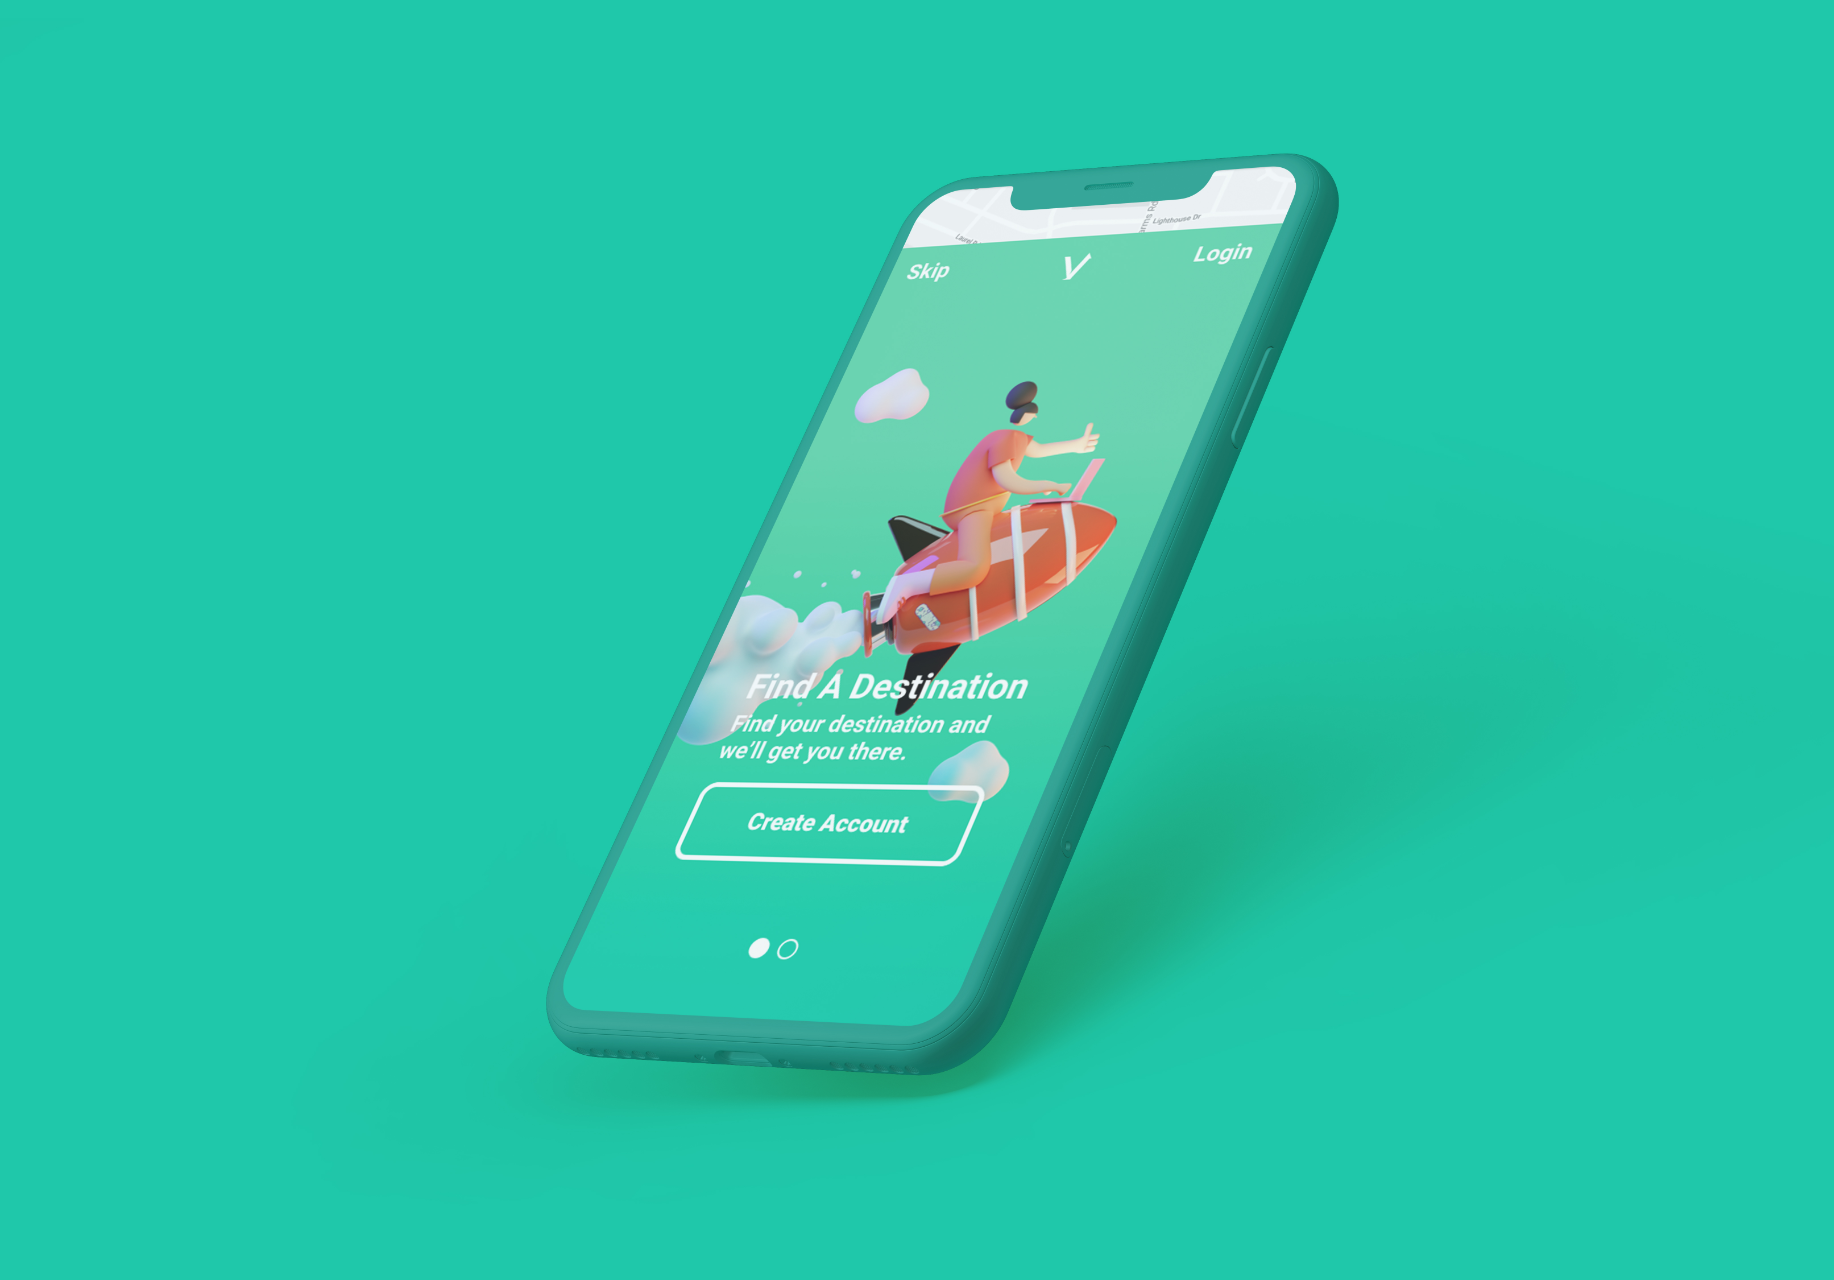 Lighthouse Dr
Skip
V
Login
Find A Destination
Find your destination and
we'll get you there.
Create Account